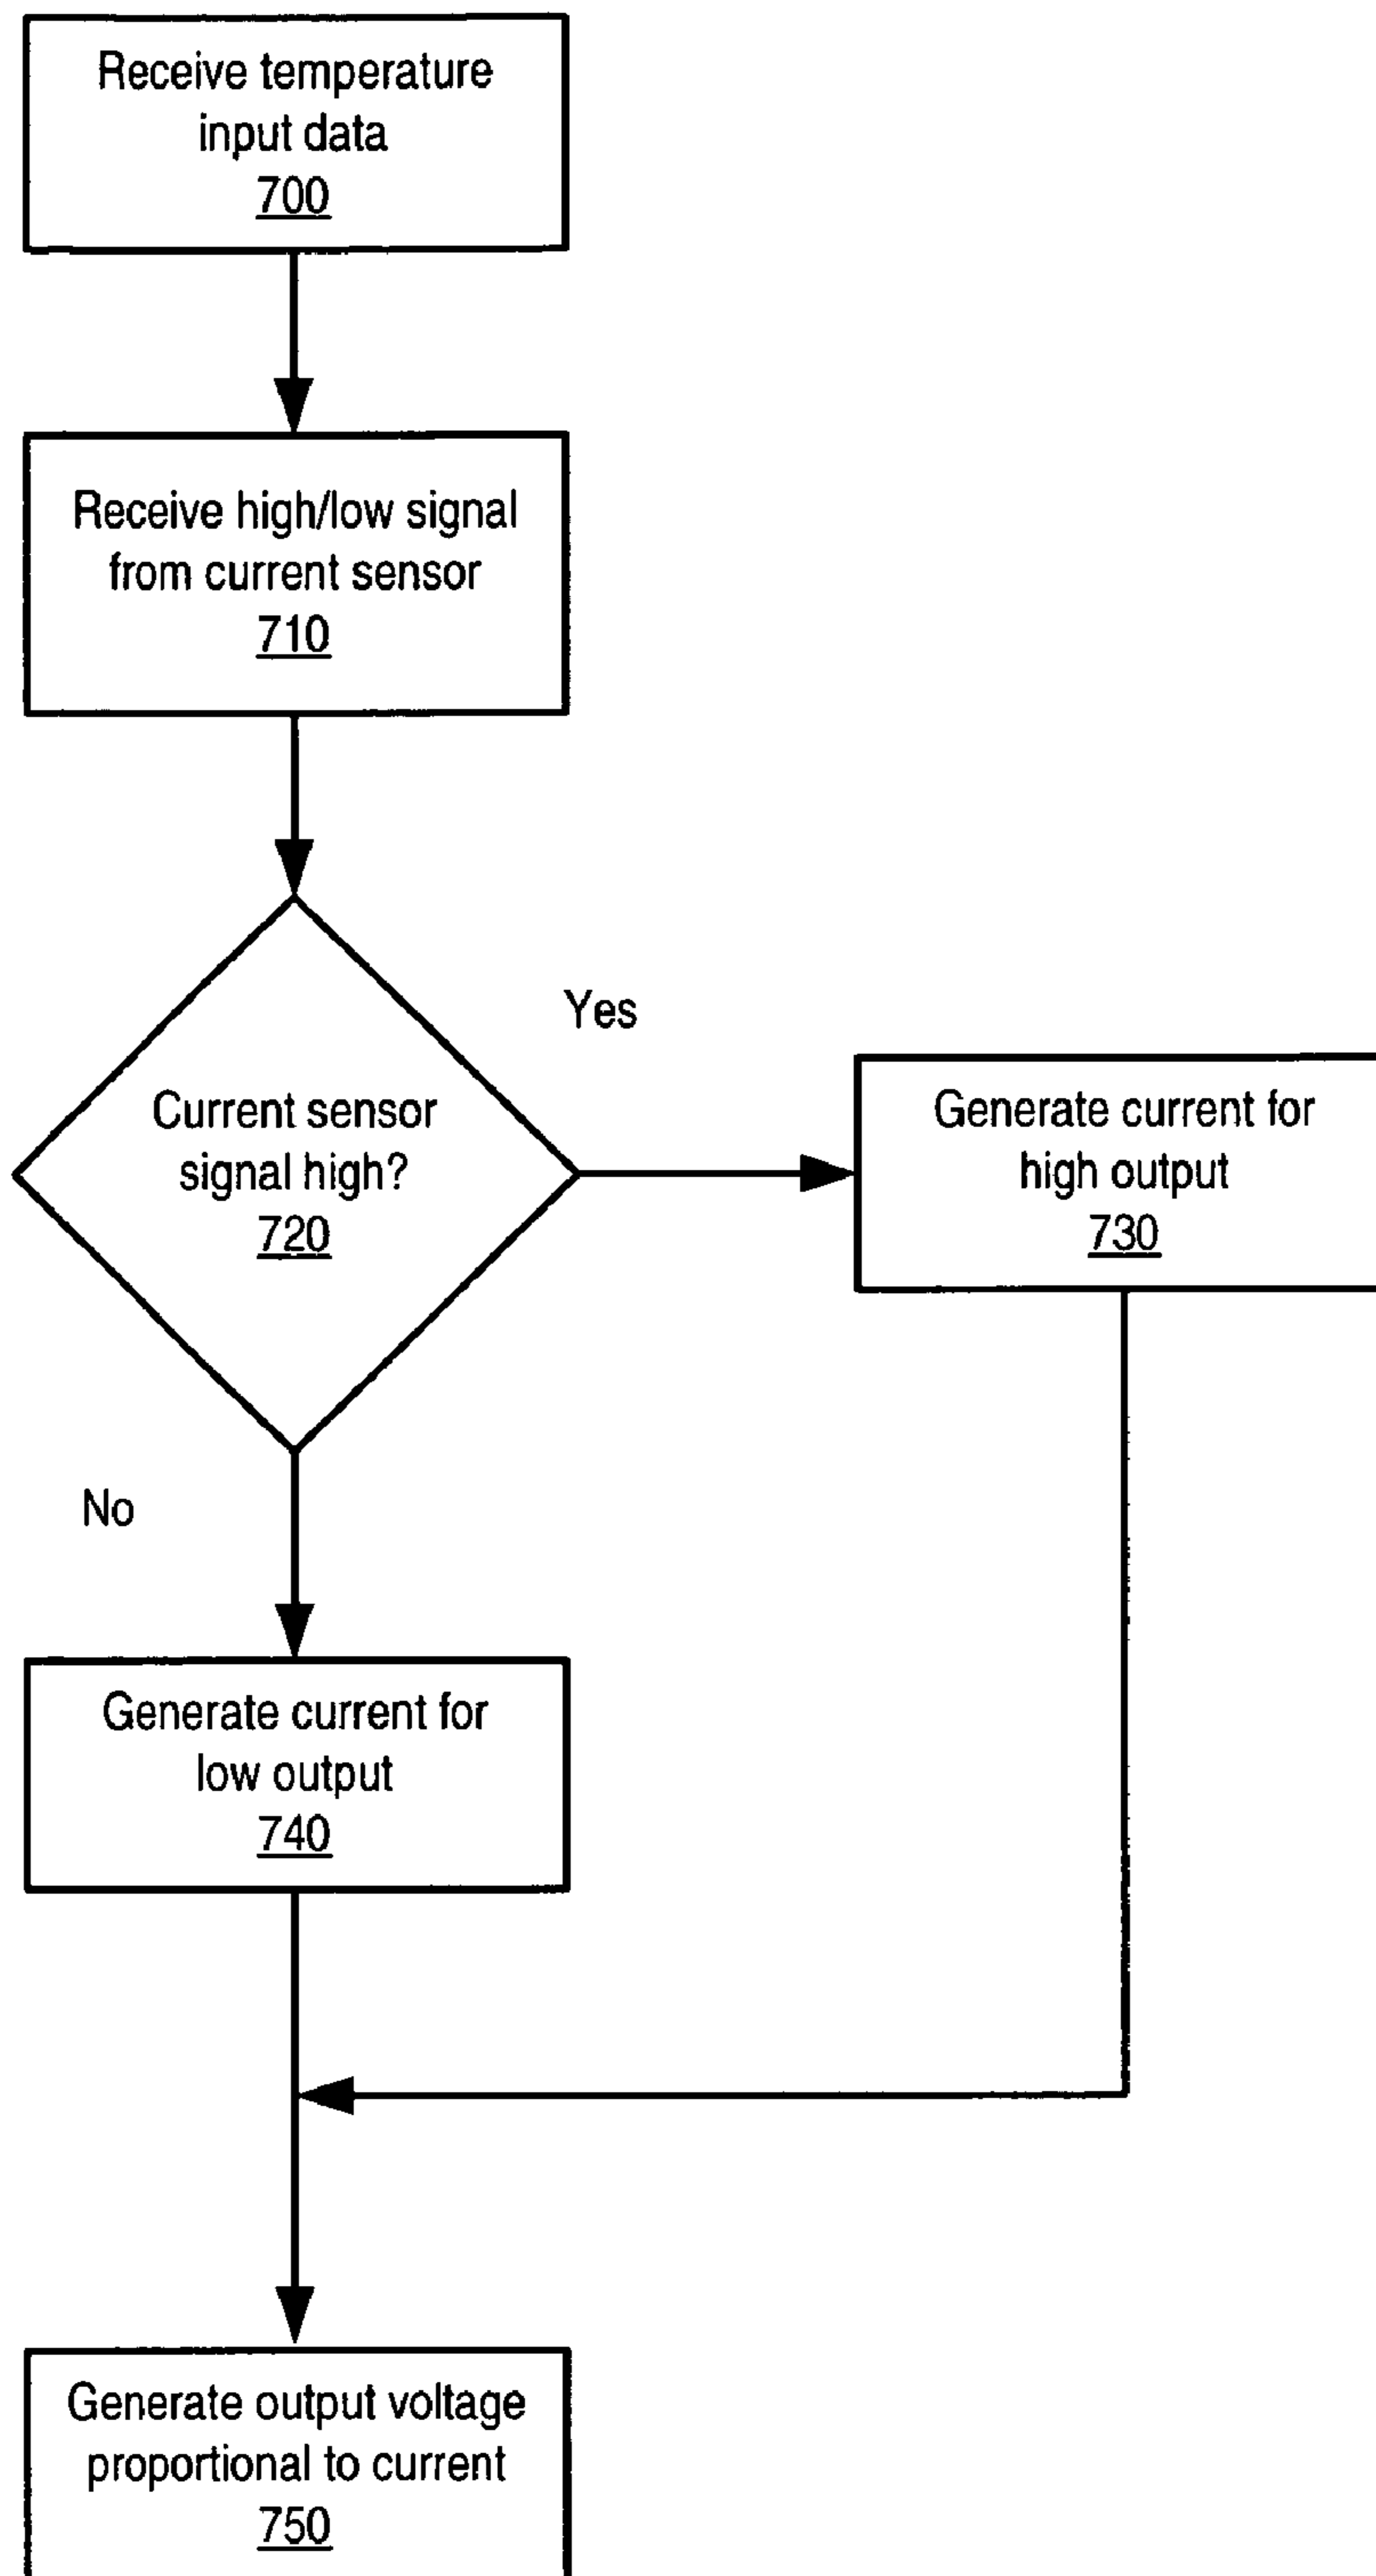 Receive temperature
input data
700
Receive high/low signal
from current sensor
710
Yes
Current sensor
signal high?
720
Generate current for
high output
730
No
Generate current for
low output
740
Generate output voltage
proportional to current
750